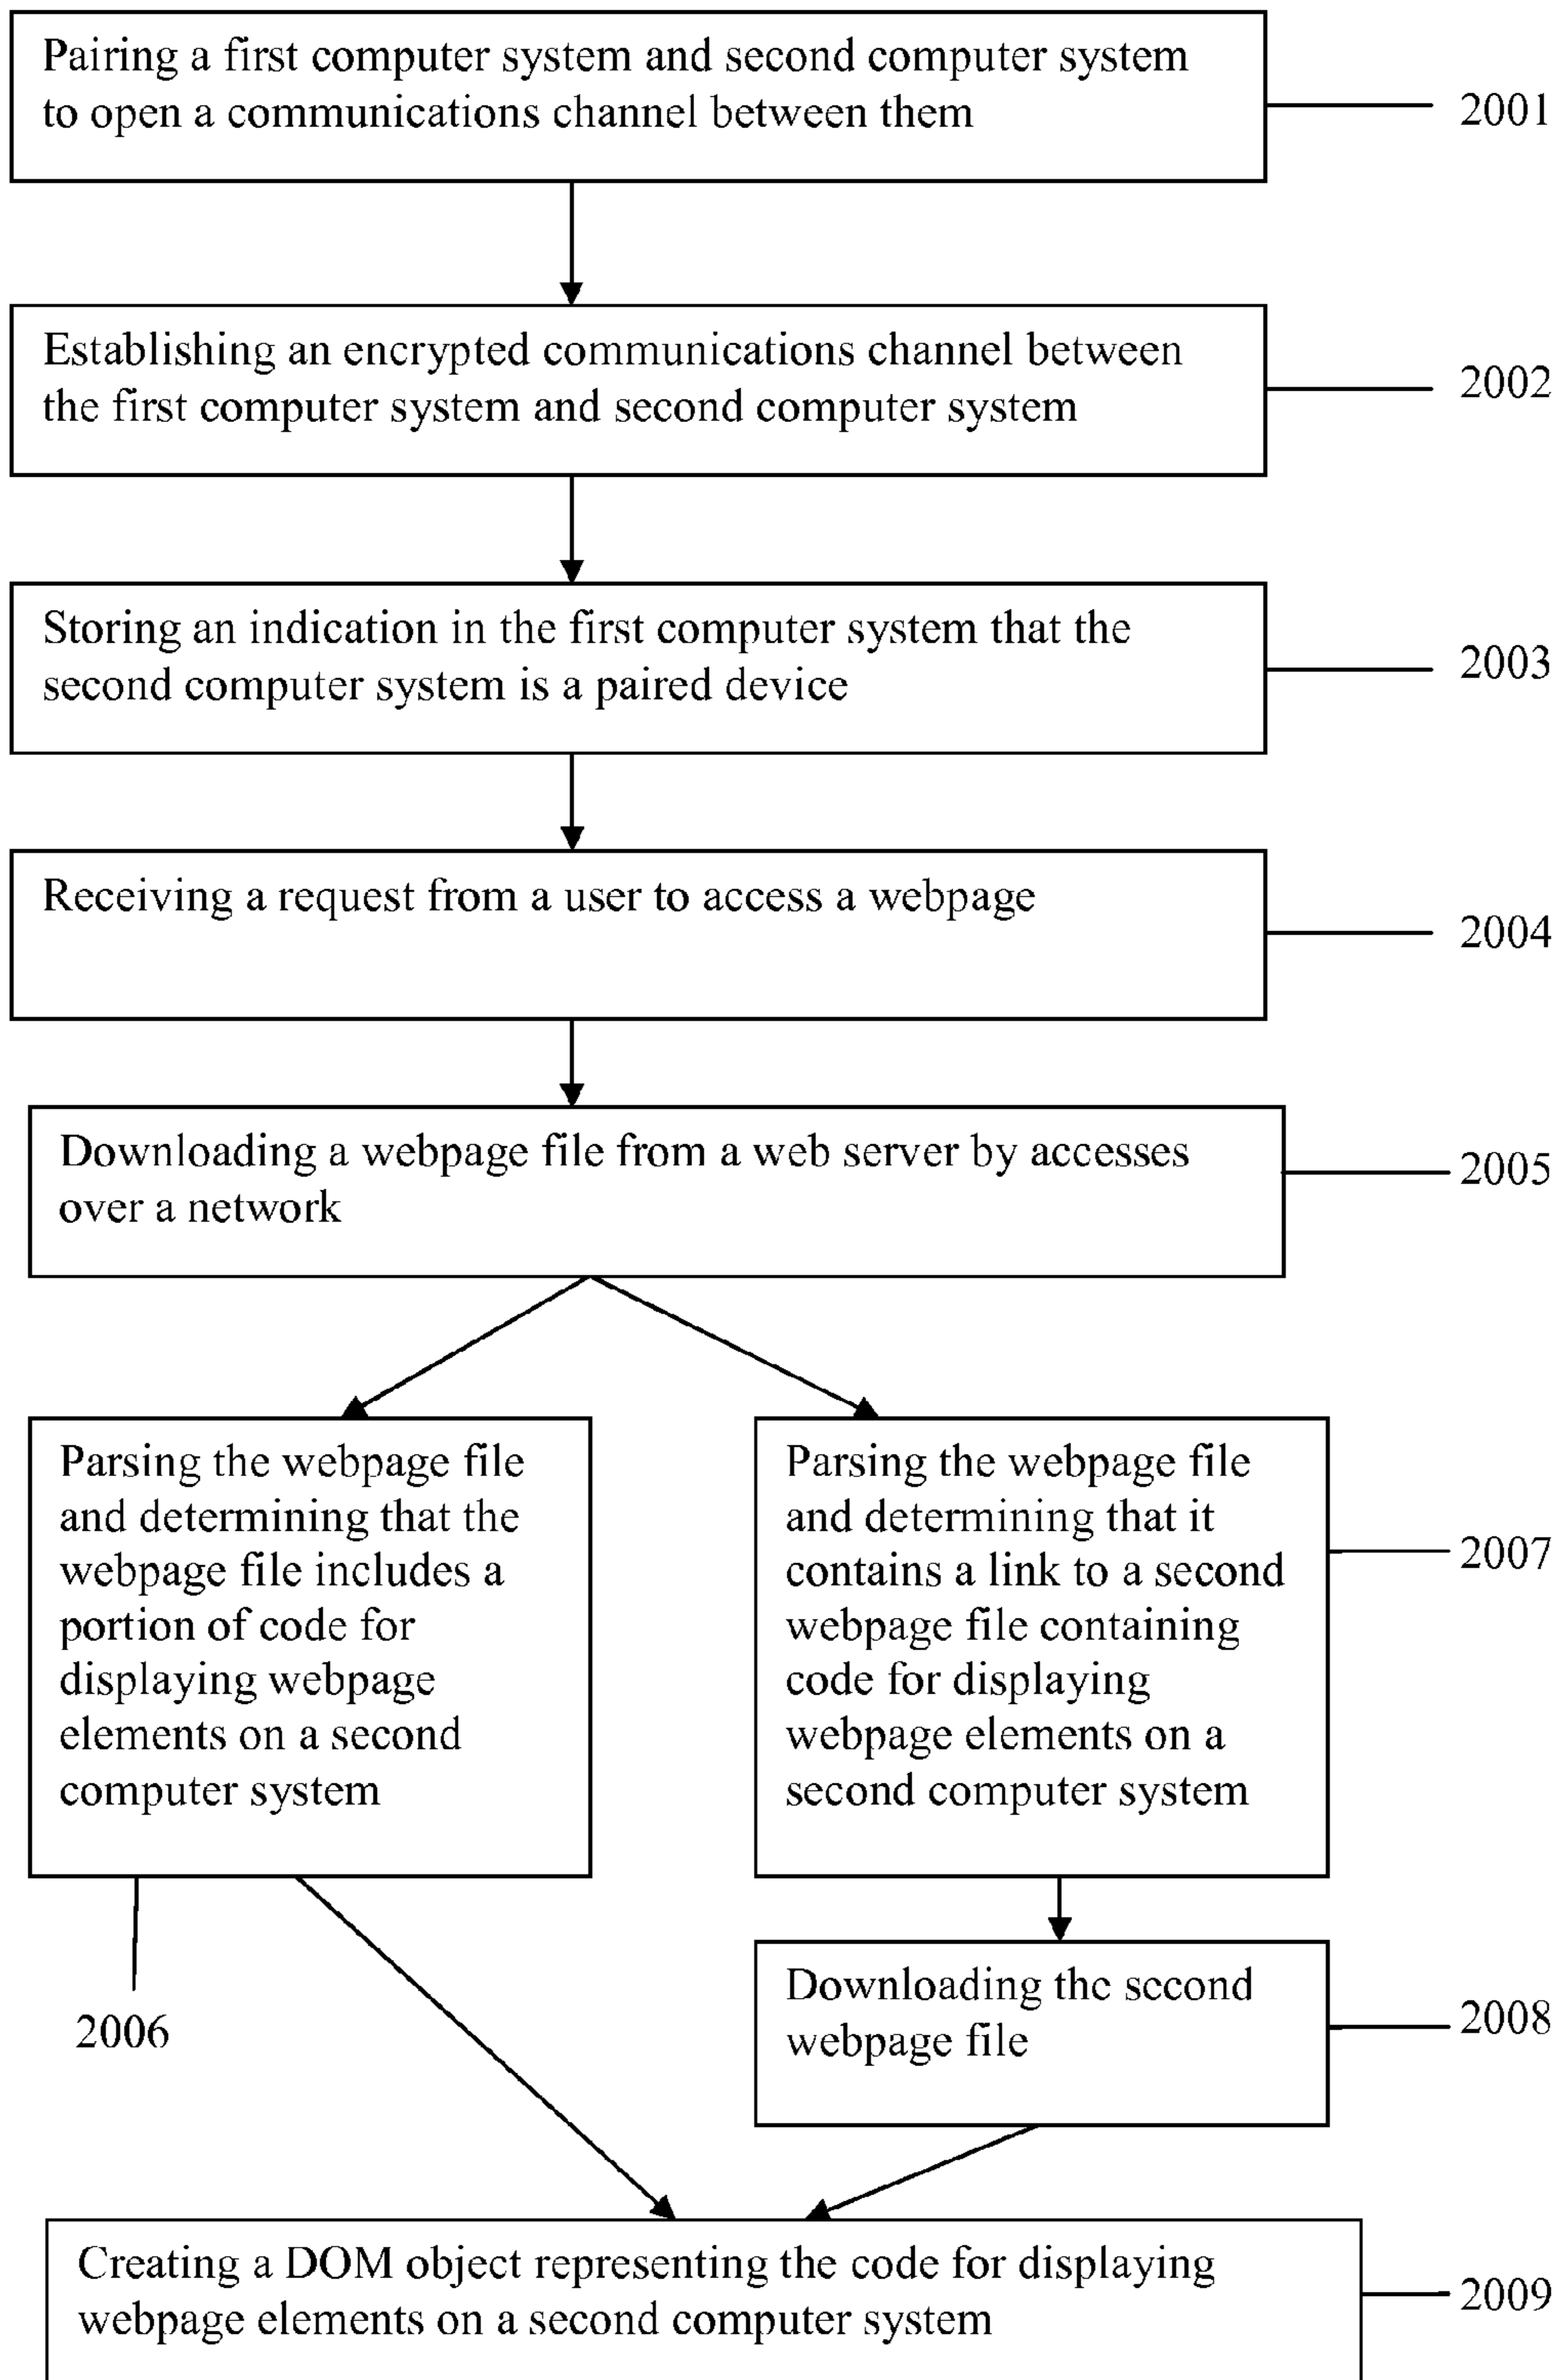 Pairing a first computer system and second computer system
to open a communications channel between them
2001
Establishing an encrypted communications channel between
the first computer system and second computer system
2002
Storing an indication in the first computer system that the
second computer system is a paired device
2003
Receiving a request from a user to access a webpage
2004
Downloading a webpage file from a web server by accesses
over a network
2005
Parsing the webpage file
and determining that the
webpage file includes a
portion of code for
displaying webpage
elements on a second
computer system
2006
Parsing the webpage file
and determining that it
contains a link to a second
webpage file containing
code for displaying
webpage elements on a
second computer system
2007
Downloading the second
webpage file
2008
Creating a DOM object representing the code for displaying
webpage elements on a second computer system
2009